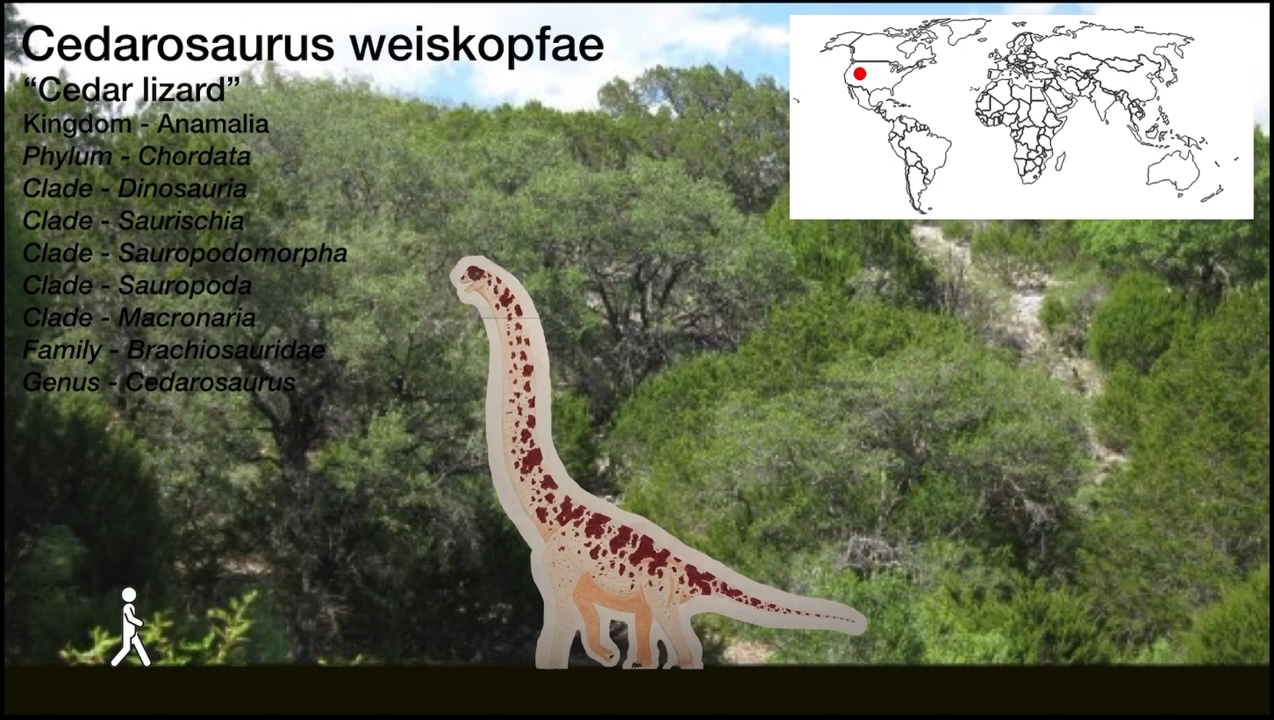 Cedarosaurus weiskopfae
“Cedar lizard”
Kingdom - Anamalia
Phylum - Chordata
Clade - Dinosauria
Clade - Saurischia
Clade - Sauropodomorpha
Clade - Sauropoda
Clade - Macronaria
Family - Brachiosauridae
Genus - Cedarosaurus